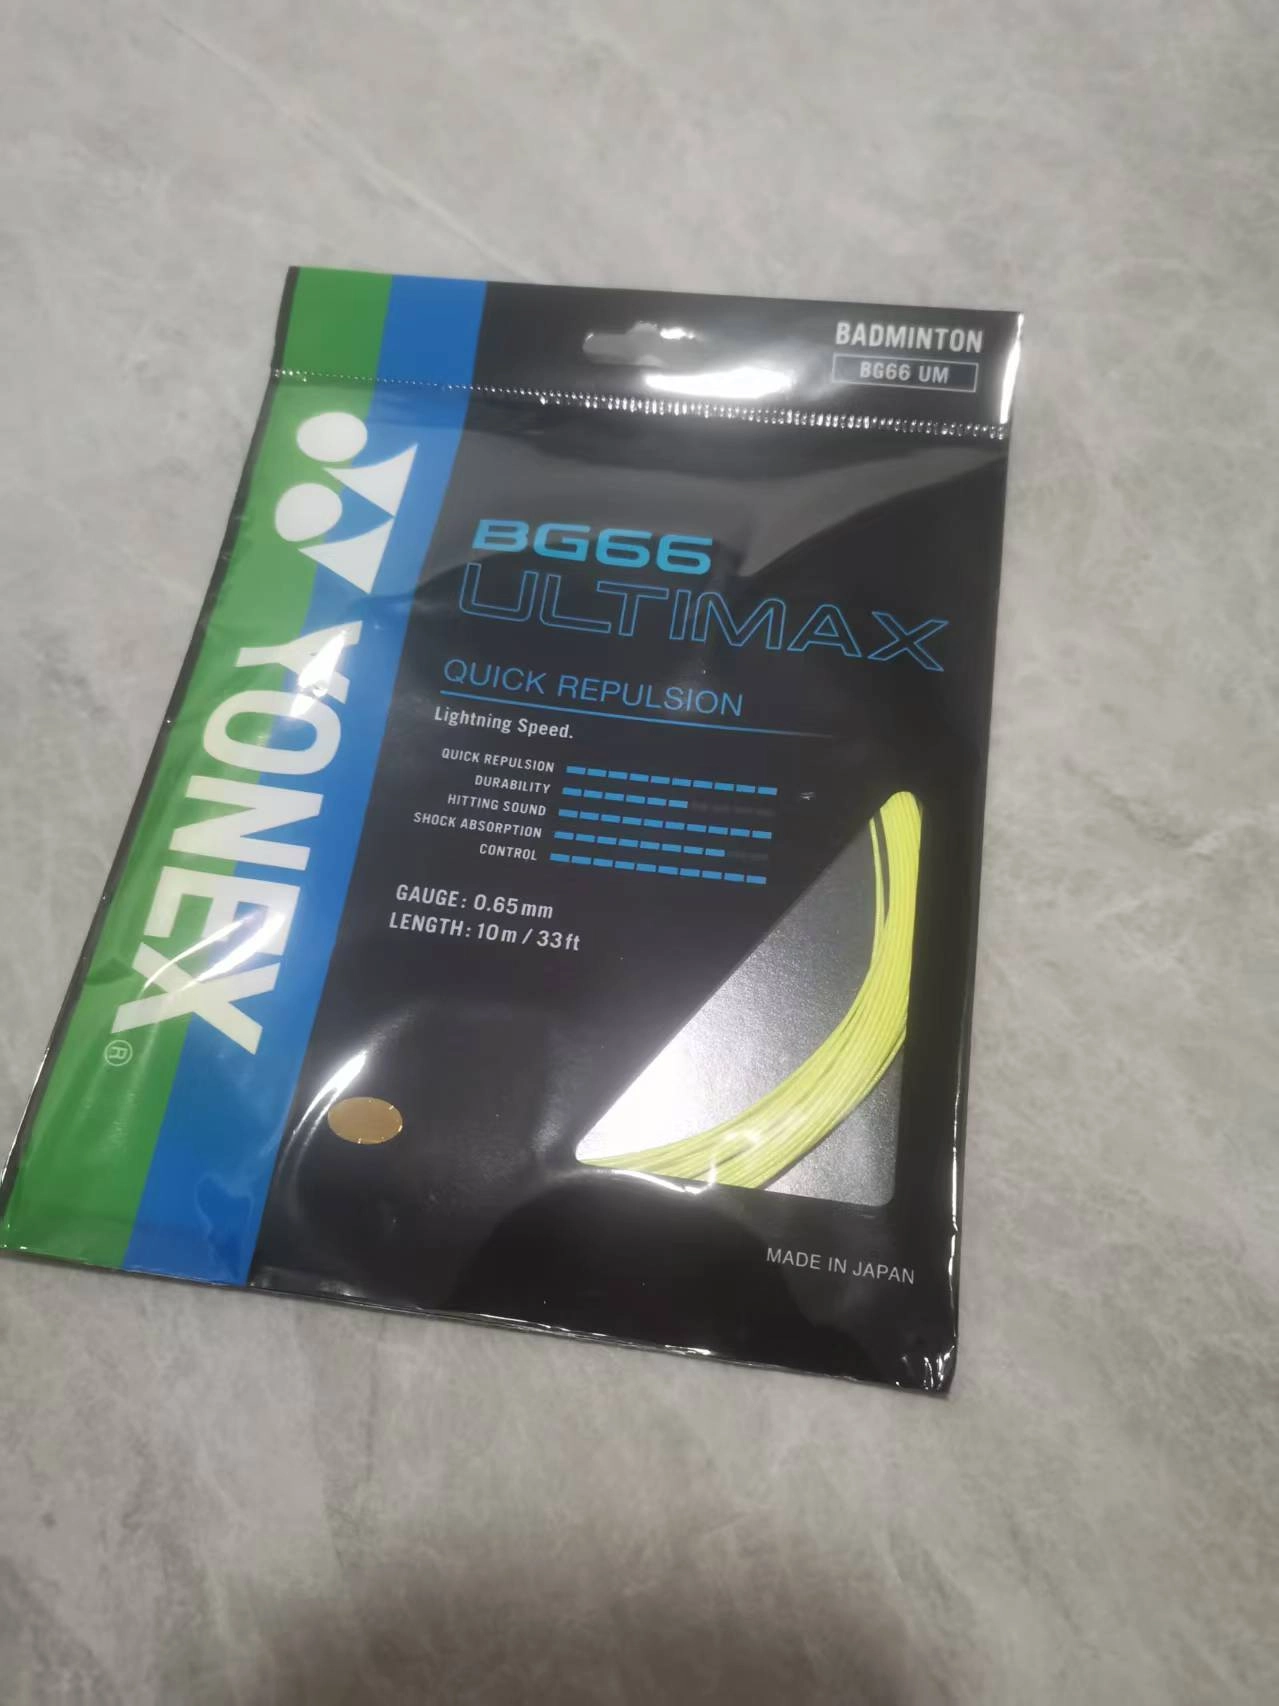 BADMINTON
BG66 UM
YONEX®
BG66
ULTIMAX
QUICK REPULSION
Lightning Speed.
QUICK REPULSION
DURABILITY
HITTING SOUND
SHOCK ABSORPTION
CONTROL
GAUGE: 0.65mm
LENGTH: 10m / 33ft
MADE IN JAPAN